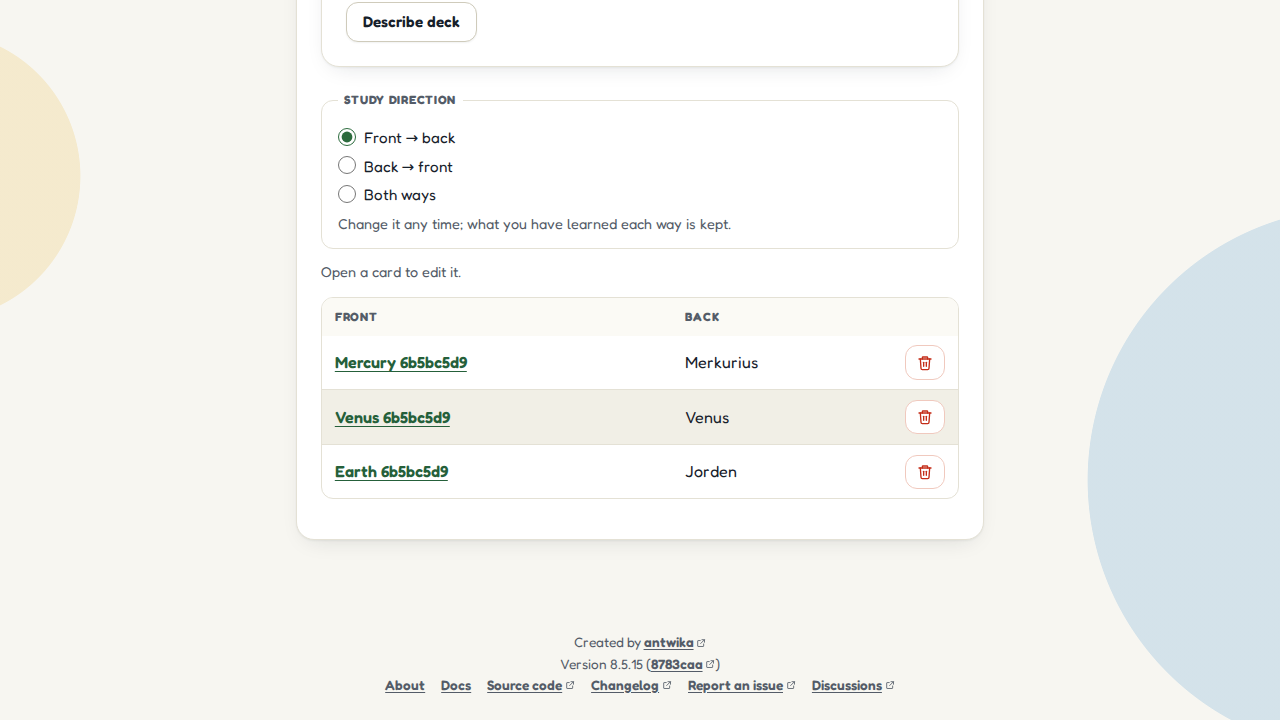 Describe deck
STUDY DIRECTION
Front → back
Back → front
Both ways
Change it any time; what you have learned each way is kept.
Open a card to edit it.
FRONT BACK
Mercury 6b5bc5d9 Merkurius
Venus 6b5bc5d9 Venus
Earth 6b5bc5d9 Jorden
Created by antwika
Version 8.5.15 (8783caa)
About Docs Source code Changelog Report an issue Discussions